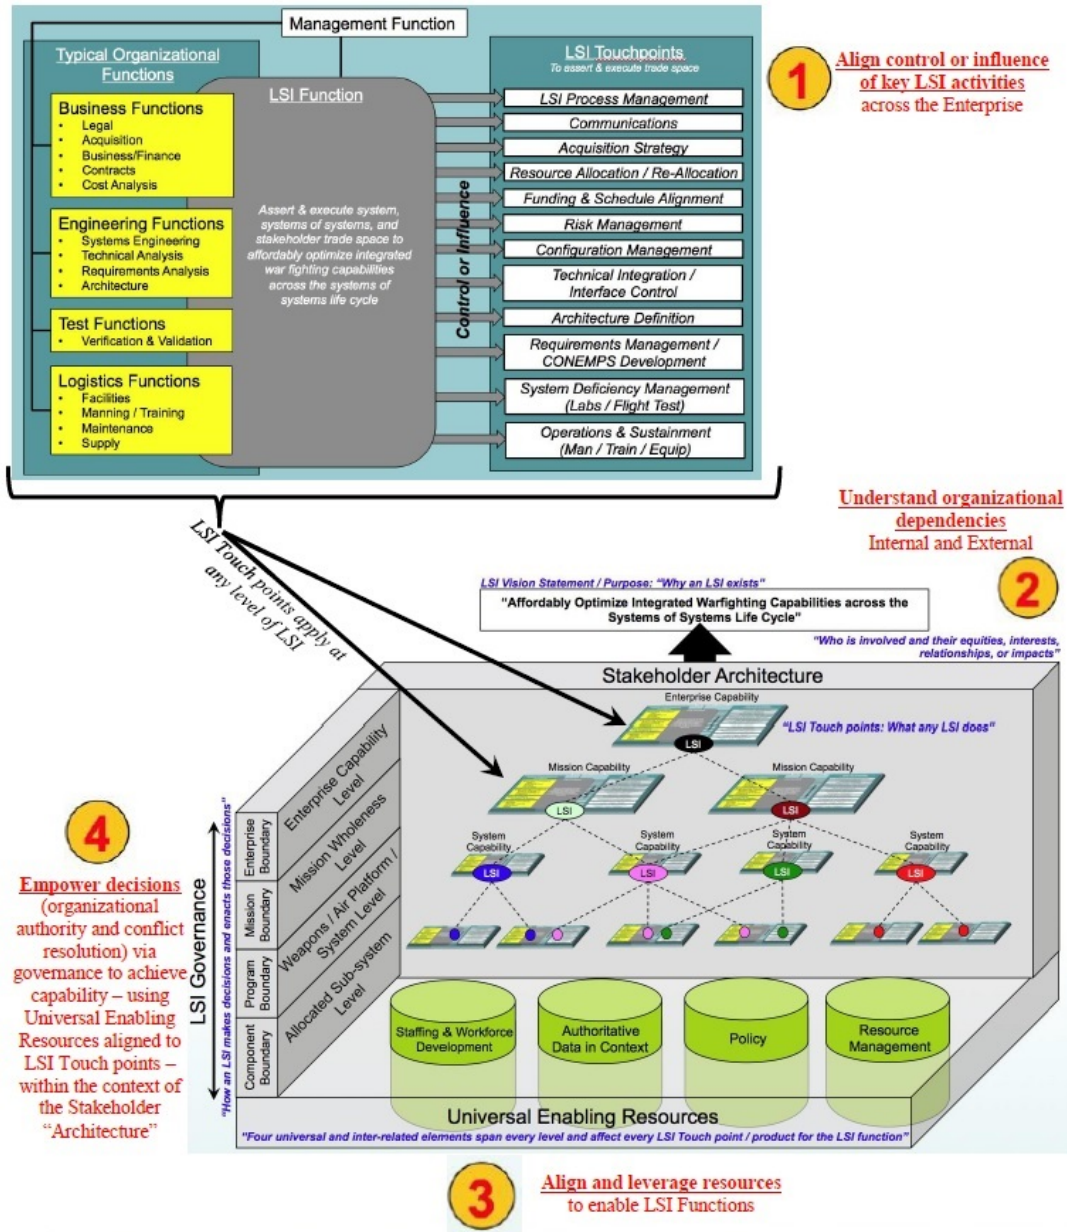 Management Function
Typical Organizational
Functions
Business Functions
• Legal
• Acquisition
• Business/Finance
• Contracts
• Cost Analysis
Engineering Functions
• Systems Engineering
• Technical Analysis
• Requirements Analysis
• Architecture
Test Functions
• Verification & Validation
Logistics Functions
• Facilities
• Manning / Training
• Maintenance
• Supply
LSI Function
Assert & execute system,
systems of systems, and
stakeholder trade space to
affordably optimize integrated
war fighting capabilities
across the systems of
systems life cycle
Control or Influence
LSI Touchpoints
To assert & execute trade space
LSI Process Management
Communications
Acquisition Strategy
Resource Allocation / Re-Allocation
Funding & Schedule Alignment
Risk Management
Configuration Management
Technical Integration /
Interface Control
Architecture Definition
Requirements Management /
CONEMPS Development
System Deficiency Management
(Labs / Flight Test)
Operations & Sustainment
(Man / Train / Equip)
1
Align control or influence
of key LSI activities
across the Enterprise
LSI Touch points apply at
any level of LSI
Understand organizational
dependencies
Internal and External
2
LSI Vision Statement / Purpose: "Why an LSI exists"
"Affordably Optimize Integrated Warfighting Capabilities across the
Systems of Systems Life Cycle"
"Who is involved and their equities, interests,
relationships, or impacts"
Stakeholder Architecture
Enterprise Capability
"LSI Touch points: What any LSI does"
LSI
Mission Capability
Mission Capability
LSI
LSI
System
Capability
System
Capability
System
Capability
System
Capability
LSI
LSI
LSI
LSI
Enterprise Capability
Level
Mission Wholeness
Level
Weapons / Air Platform /
System Level
Allocated Sub-system
Level
Enterprise
Boundary
Mission
Boundary
Program
Boundary
Component
Boundary
LSI Governance
"How an LSI makes decisions and enacts those decisions"
4
Empower decisions
(organizational
authority and conflict
resolution) via
governance to achieve
capability – using
Universal Enabling
Resources aligned to
LSI Touch points –
within the context of
the Stakeholder
“Architecture”
Staffing & Workforce
Development
Authoritative
Data in Context
Policy
Resource
Management
Universal Enabling Resources
"Four universal and inter-related elements span every level and affect every LSI Touch point / product for the LSI function"
3
Align and leverage resources
to enable LSI Functions